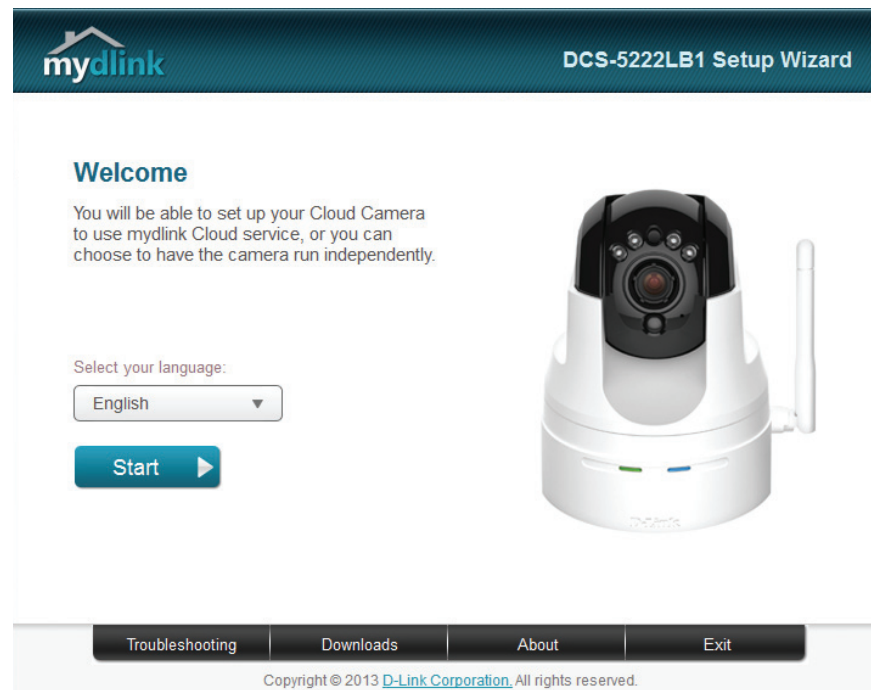 mydlink
DCS-5222LB1 Setup Wizard
Welcome
You will be able to set up your Cloud Camera
to use mydlink Cloud service, or you can
choose to have the camera run independently.
Select your language:
English
Start
D-Link
Troubleshooting
Downloads
About
Exit
Copyright © 2013 D-Link Corporation. All rights reserved.